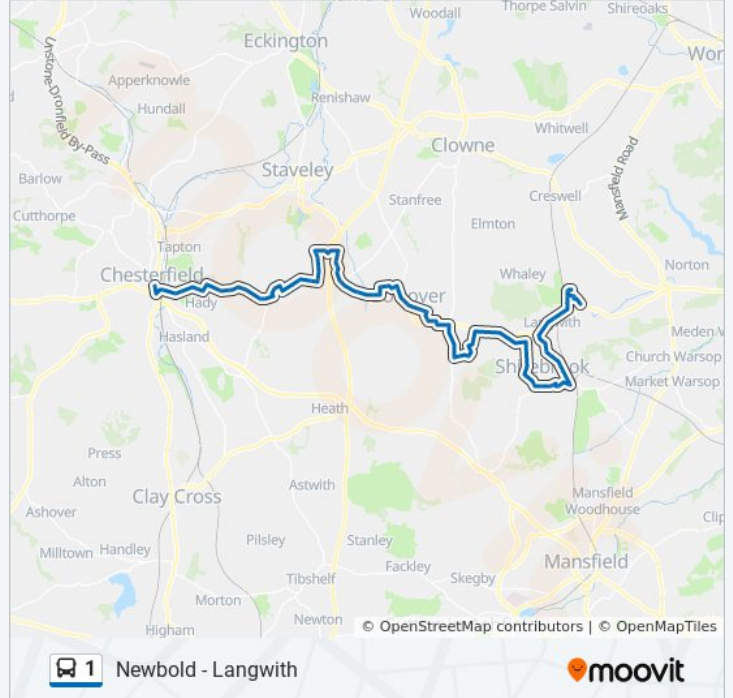 Woodall
Thorpe Salvin
Shireoaks
Eckington
Wor
Unstone-Dronfield By-Pass
Apperknowle
Renishaw
Hundall
Whitwell
Clowne
Mansfield Road
Staveley
Barlow
Stanfree
Creswell
Cutthorpe
Elmton
Tapton
Norton
Chesterfield
Whaley
Hady
over
Langwith
Hasland
Meden V
Church Warsop
Shirebrook
Market Warsop
Heath
Press
Alton
Astwith
Clay Cross
Mansfield
Woodhouse
Ashover
Clip
Pilsley
Stanley
Milltown
Handley
Mansfield
Fackley
Tibshelf
Skegby
Morton
Newton
Higham
© OpenStreetMap contributors | © OpenMapTiles
1 Newbold - Langwith
moovit